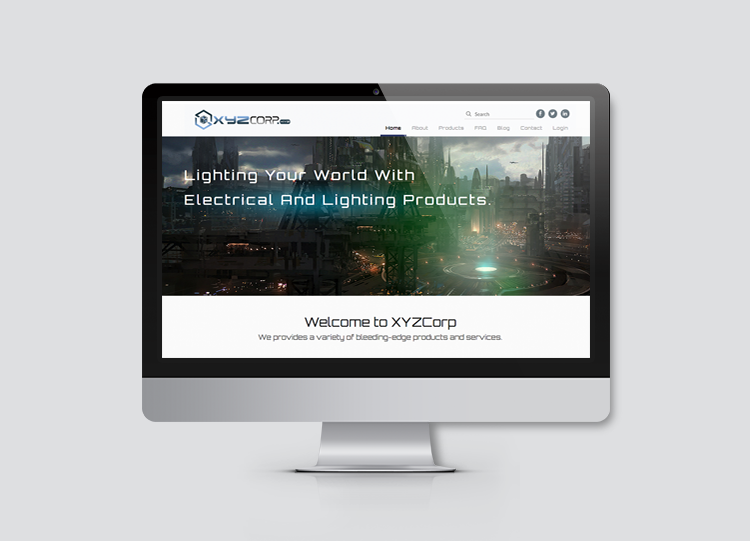 XYZCORP
Search
Home About Products FAQ Blog Contact Login
Lighting Your World With
Electrical And Lighting Products.
Welcome to XYZCorp
We provides a variety of bleeding-edge products and services.